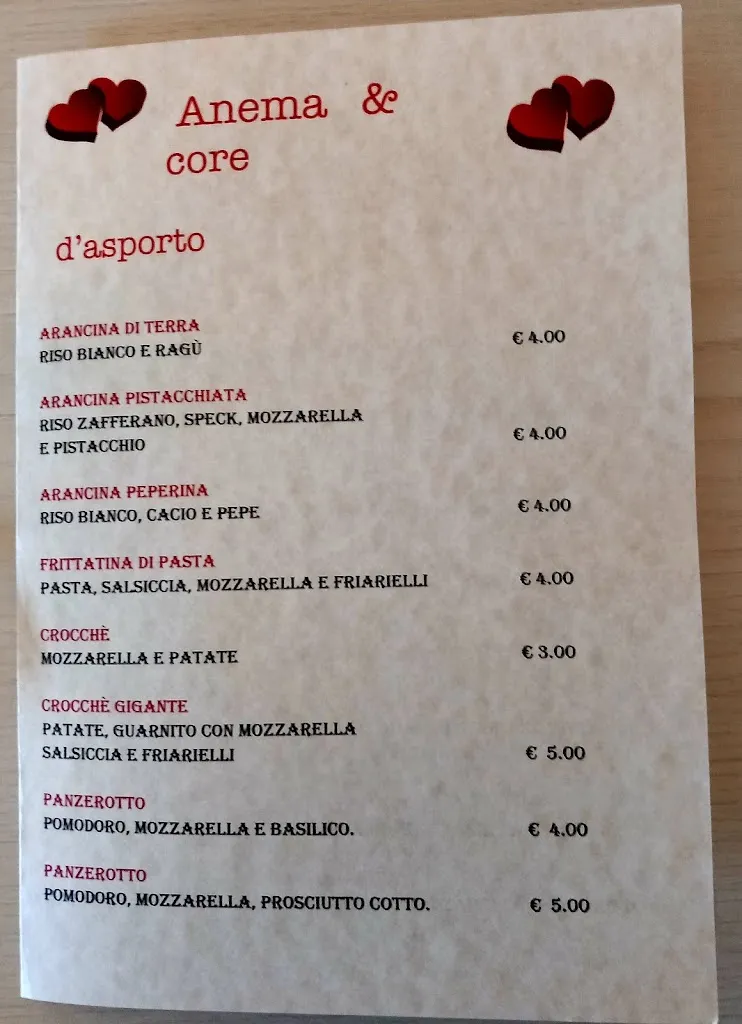 Anema &
core
d'asporto
ARANCINA DI TERRA
RISO BIANCO E RAGÙ € 4.00
ARANCINA PISTACCHIATA
RISO ZAFFERANO, SPECK, MOZZARELLA
E PISTACCHIO € 4.00
ARANCINA PEPERINA
RISO BIANCO, CACIO E PEPE € 4.00
FRITTATINA DI PASTA
PASTA, SALSICCIA, MOZZARELLA E FRIARIELLI € 4.00
CROCCHÈ
MOZZARELLA E PATATE € 3.00
CROCCHÈ GIGANTE
PATATE, GUARNITO CON MOZZARELLA
SALSICCIA E FRIARIELLI € 5.00
PANZEROTTO
POMODORO, MOZZARELLA E BASILICO. € 4.00
PANZEROTTO
POMODORO, MOZZARELLA, PROSCIUTTO COTTO. € 5.00